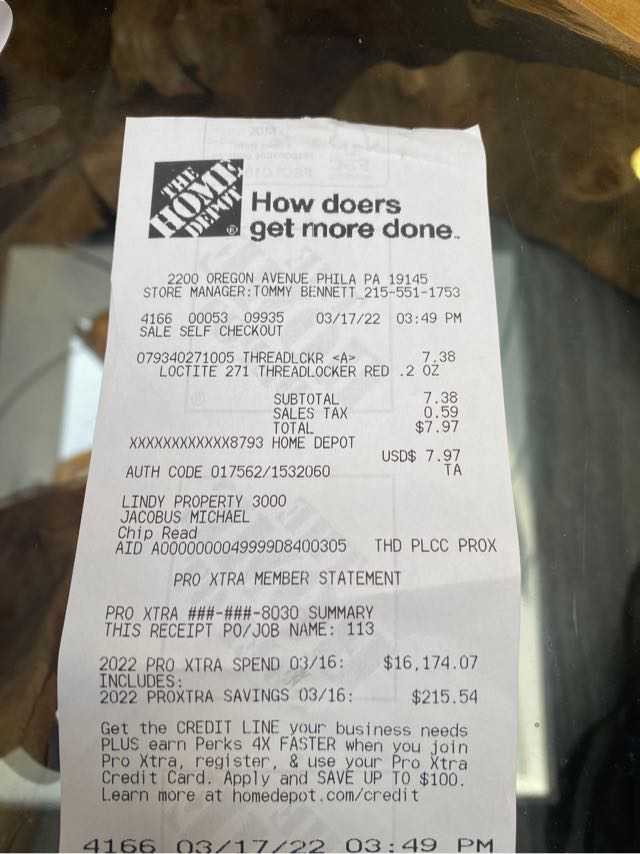 THE
HOME
DEPOT
®
How doers
get more done™
2200 OREGON AVENUE PHILA PA 19145
STORE MANAGER:TOMMY BENNETT 215-551-1753
4166 00053 09935 03/17/22 03:49 PM
SALE SELF CHECKOUT
079340271005 THREADLCKR <A> 7.38
LOCTITE 271 THREADLOCKER RED .2 OZ
SUBTOTAL 7.38
SALES TAX 0.59
TOTAL $7.97
XXXXXXXXXXXX8793 HOME DEPOT
USD$ 7.97
AUTH CODE 017562/1532060 TA
LINDY PROPERTY 3000
JACOBUS MICHAEL
Chip Read
AID A0000000049999D8400305 THD PLCC PROX
PRO XTRA MEMBER STATEMENT
PRO XTRA ###-###-8030 SUMMARY
THIS RECEIPT PO/JOB NAME: 113
2022 PRO XTRA SPEND 03/16: $16,174.07
INCLUDES:
2022 PROXTRA SAVINGS 03/16: $215.54
Get the CREDIT LINE your business needs
PLUS earn Perks 4X FASTER when you join
Pro Xtra, register, & use your Pro Xtra
Credit Card. Apply and SAVE UP TO $100.
Learn more at homedepot.com/credit
4166 03/17/22 03:49 PM